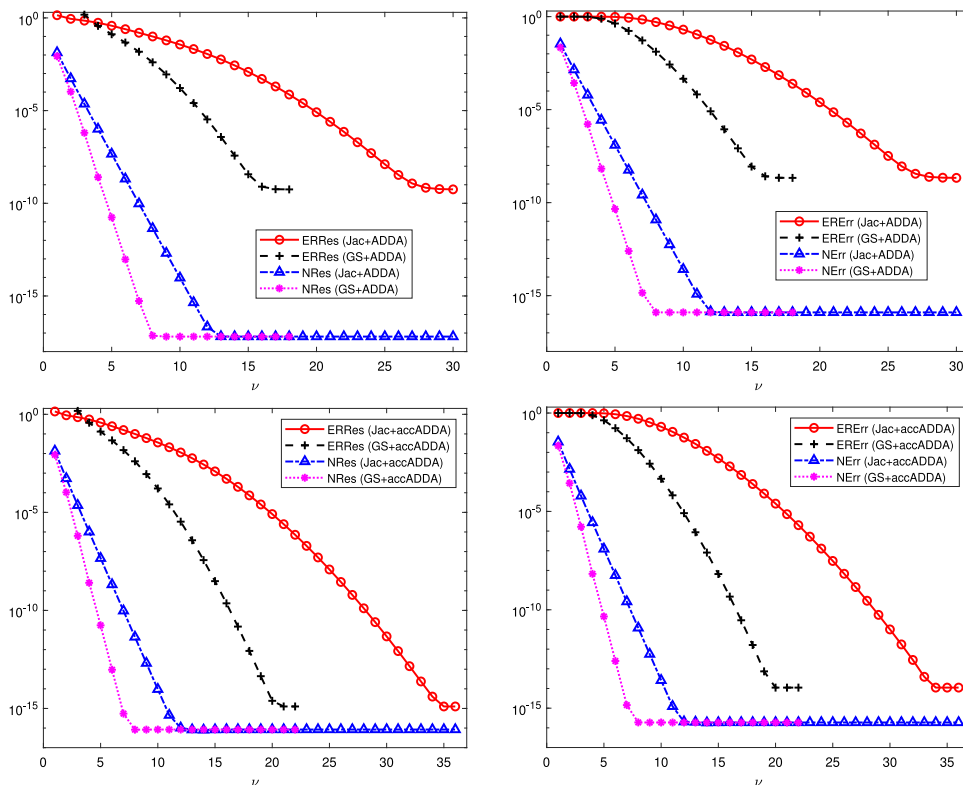 10^0
10^-5
10^-10
10^-15
0 5 10 15 20 25 30
ν
ERRes (Jac+ADDA)
ERRes (GS+ADDA)
NRes (Jac+ADDA)
NRes (GS+ADDA)
10^0
10^-5
10^-10
10^-15
0 5 10 15 20 25 30
ν
ERErr (Jac+ADDA)
ERErr (GS+ADDA)
NErr (Jac+ADDA)
NErr (GS+ADDA)
10^0
10^-5
10^-10
10^-15
0 5 10 15 20 25 30 35
ν
ERRes (Jac+accADDA)
ERRes (GS+accADDA)
NRes (Jac+accADDA)
NRes (GS+accADDA)
10^0
10^-5
10^-10
10^-15
0 5 10 15 20 25 30 35
ν
ERErr (Jac+accADDA)
ERErr (GS+accADDA)
NErr (Jac+accADDA)
NErr (GS+accADDA)